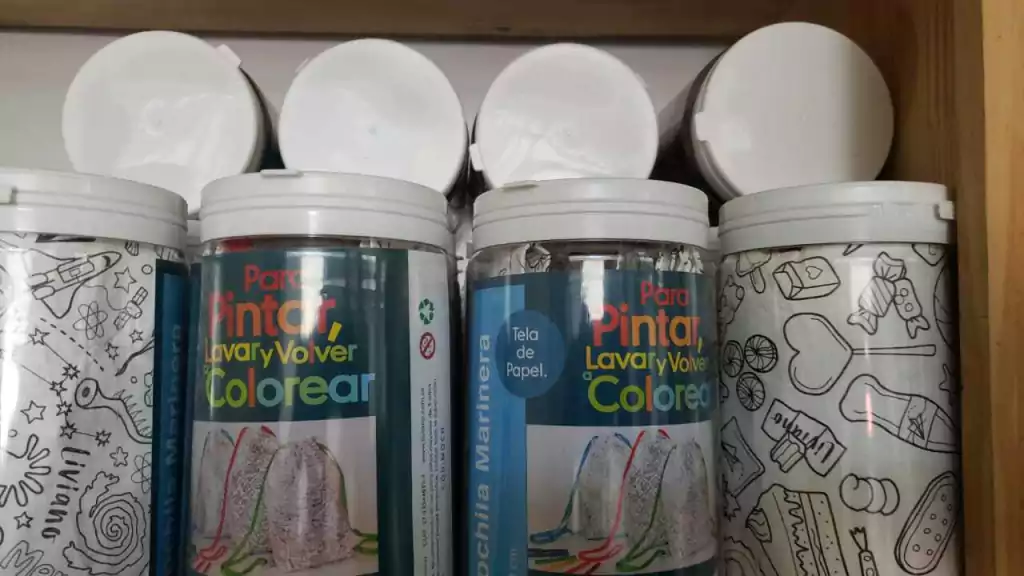 Liviano
Mochila Marinera
Para
Pintar,
Lavar y Volver
a Colorear
Mochila Marinera
Tela
de
Papel.
Para
Pintar,
Lavar y Volver
a Colorear
Liviano